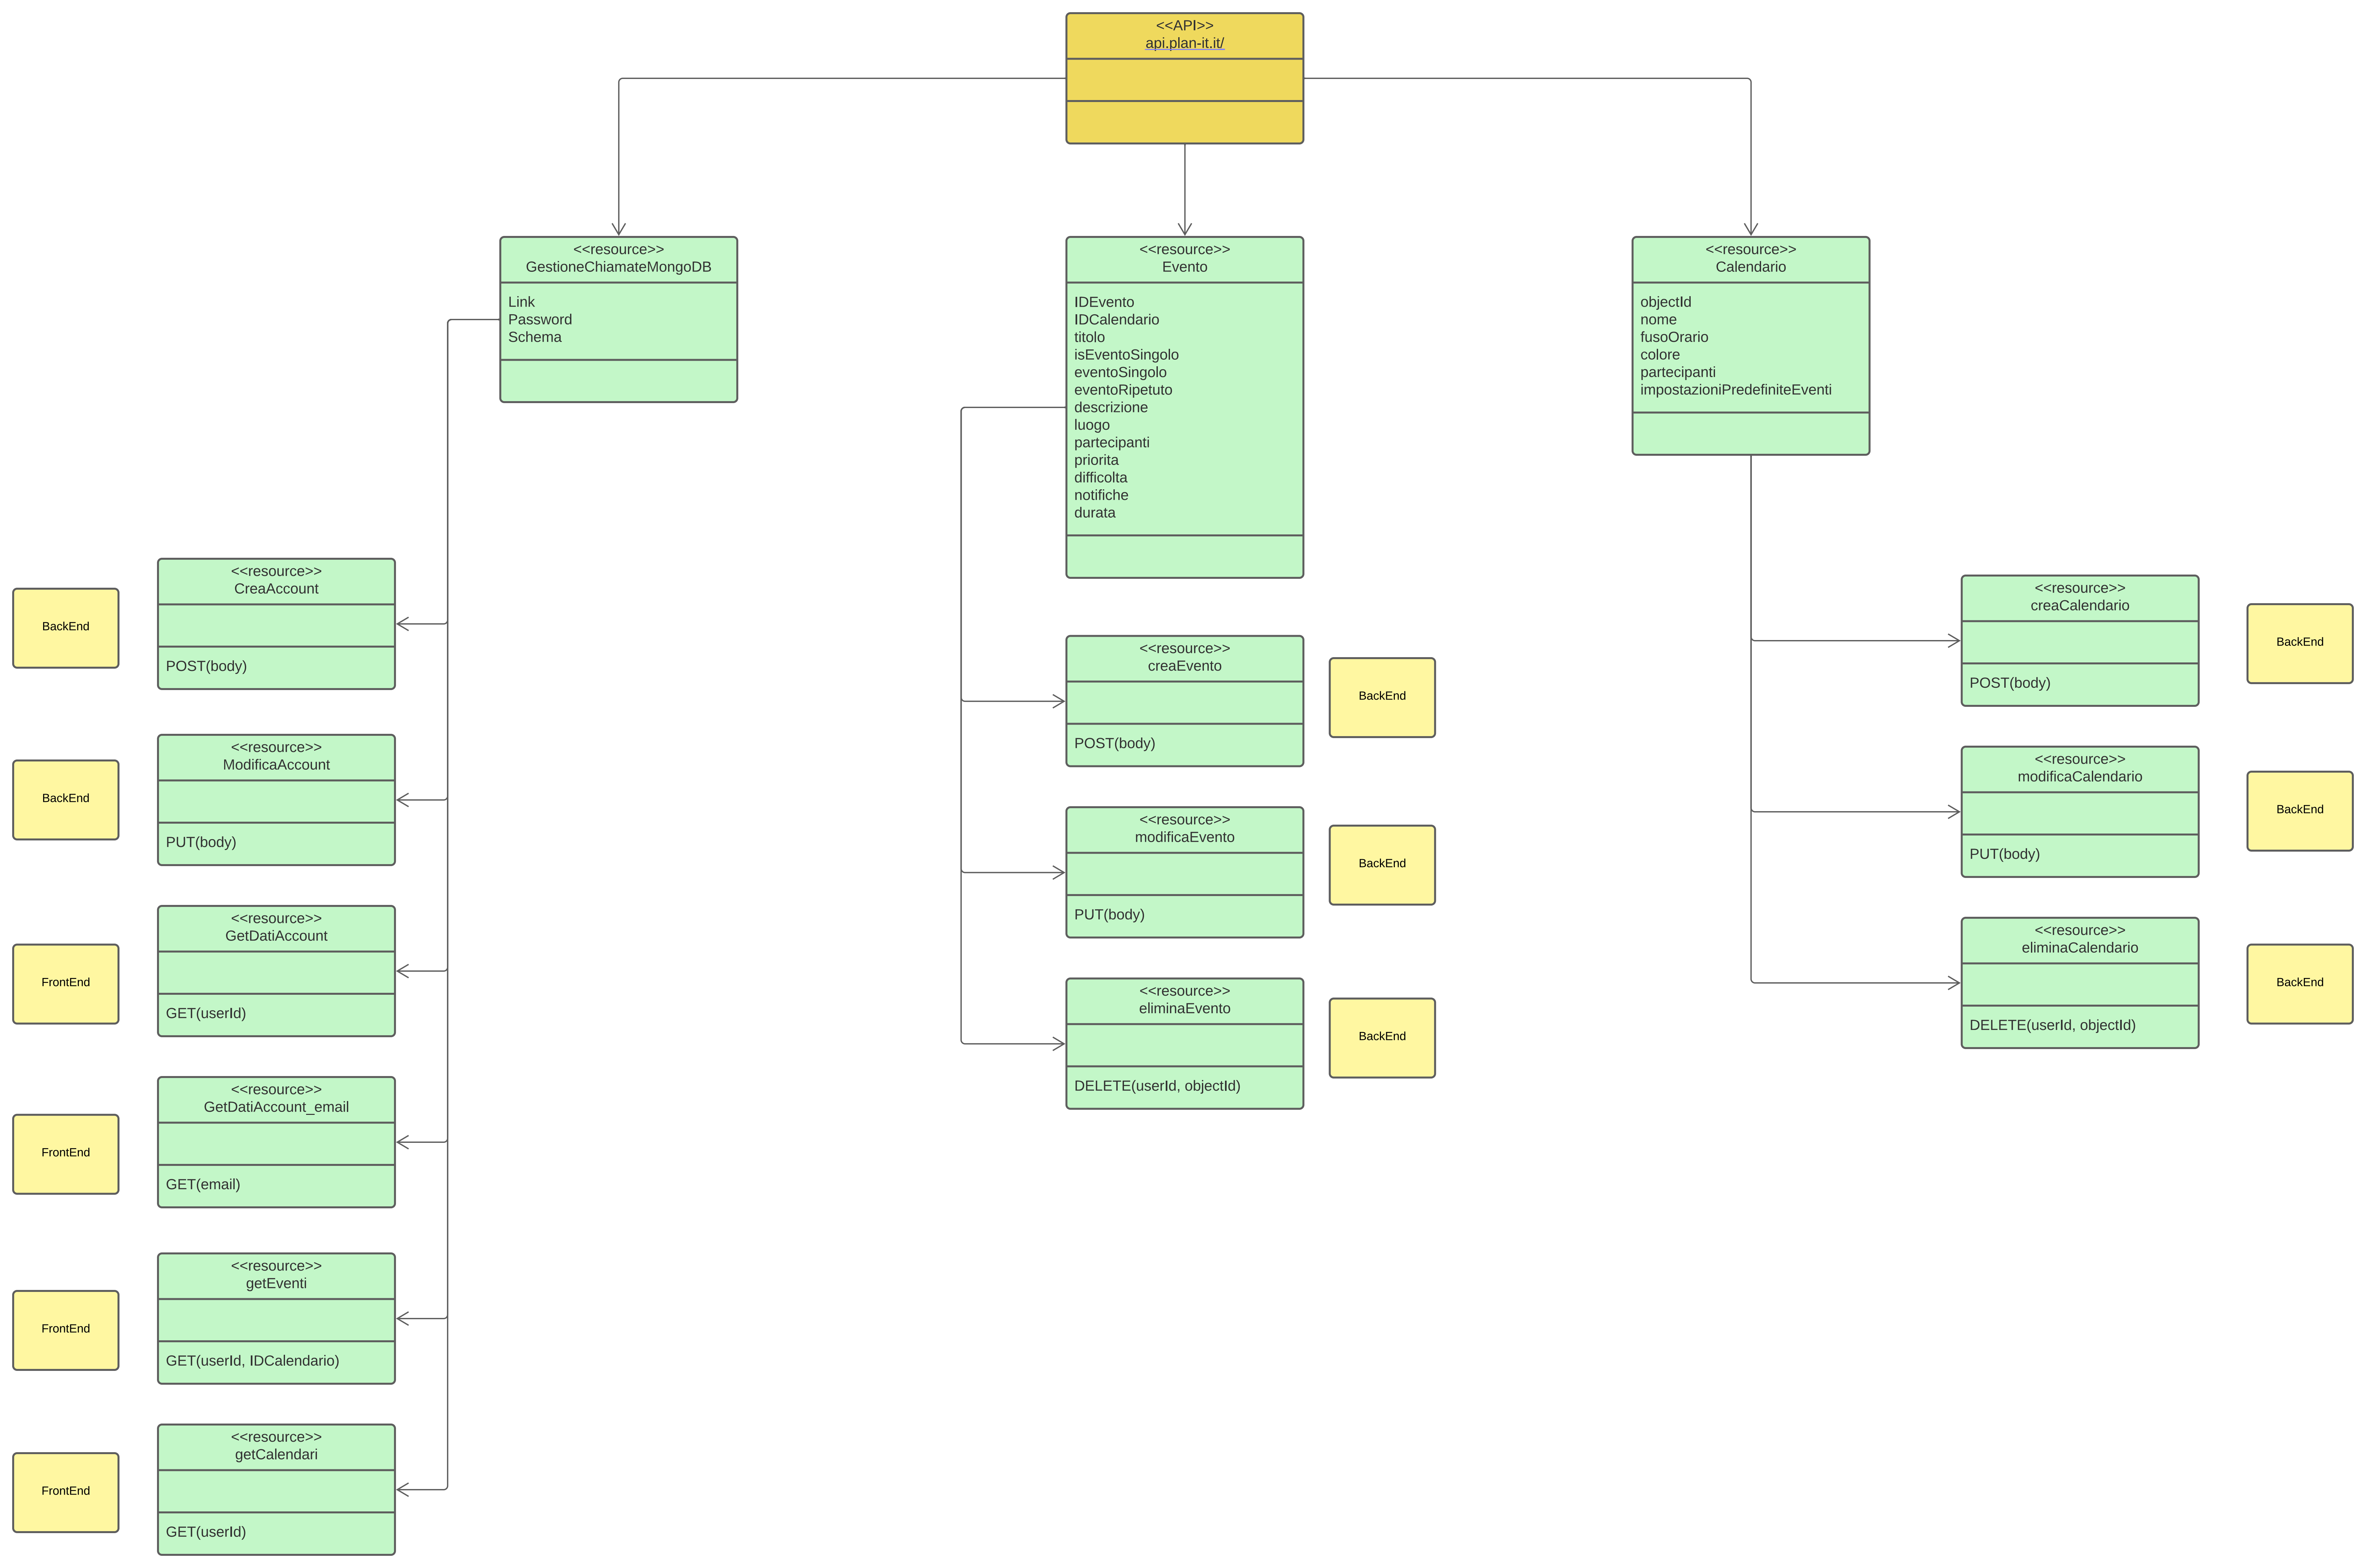 <<API>>
api.plan-it.it/
<<resource>>
GestioneChiamateMongoDB
Link
Password
Schema
<<resource>>
Evento
IDEvento
IDCalendario
titolo
isEventoSingolo
eventoSingolo
eventoRipetuto
descrizione
luogo
partecipanti
priorita
difficolta
notifiche
durata
<<resource>>
Calendario
objectId
nome
fusoOrario
colore
partecipanti
impostazioniPredefiniteEventi
BackEnd
<<resource>>
CreaAccount
POST(body)
BackEnd
<<resource>>
ModificaAccount
PUT(body)
FrontEnd
<<resource>>
GetDatiAccount
GET(userId)
FrontEnd
<<resource>>
GetDatiAccount_email
GET(email)
FrontEnd
<<resource>>
getEventi
GET(userId, IDCalendario)
FrontEnd
<<resource>>
getCalendari
GET(userId)
<<resource>>
creaEvento
POST(body)
BackEnd
<<resource>>
modificaEvento
PUT(body)
BackEnd
<<resource>>
eliminaEvento
DELETE(userId, objectId)
BackEnd
<<resource>>
creaCalendario
POST(body)
BackEnd
<<resource>>
modificaCalendario
PUT(body)
BackEnd
<<resource>>
eliminaCalendario
DELETE(userId, objectId)
BackEnd